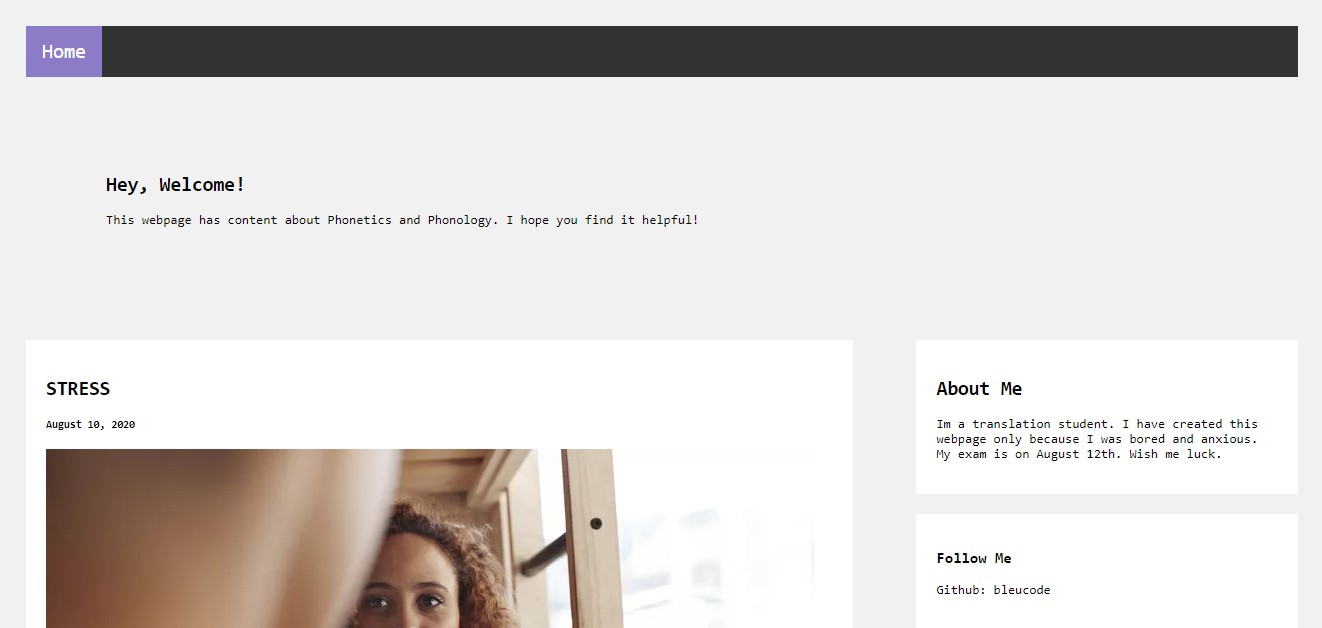 Home
Hey, Welcome!
This webpage has content about Phonetics and Phonology. I hope you find it helpful!
STRESS
August 10, 2020
About Me
Im a translation student. I have created this
webpage only because I was bored and anxious.
My exam is on August 12th. Wish me luck.
Follow Me
Github: bleucode